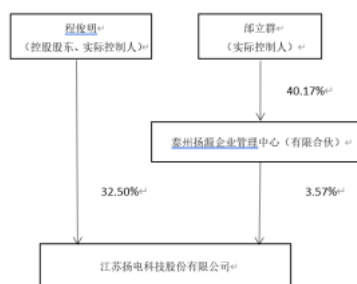 程俊明
（控股股东、实际控制人）
邰立群
（实际控制人）
40.17%
泰州扬源企业管理中心（有限合伙）
32.50%
3.57%
江苏扬电科技股份有限公司